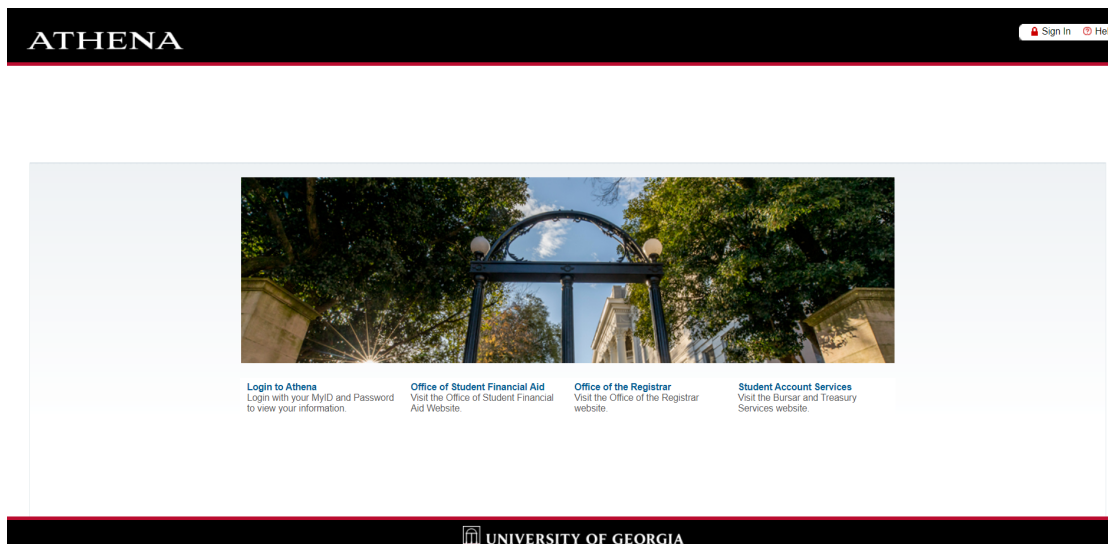 ATHENA
Sign In
Login to Athena
Login with your MyID and Password
to view your information.
Office of Student Financial Aid
Visit the Office of Student Financial
Aid Website.
Office of the Registrar
Visit the Office of the Registrar
website.
Student Account Services
Visit the Bursar and Treasury
Services website.
UNIVERSITY OF GEORGIA